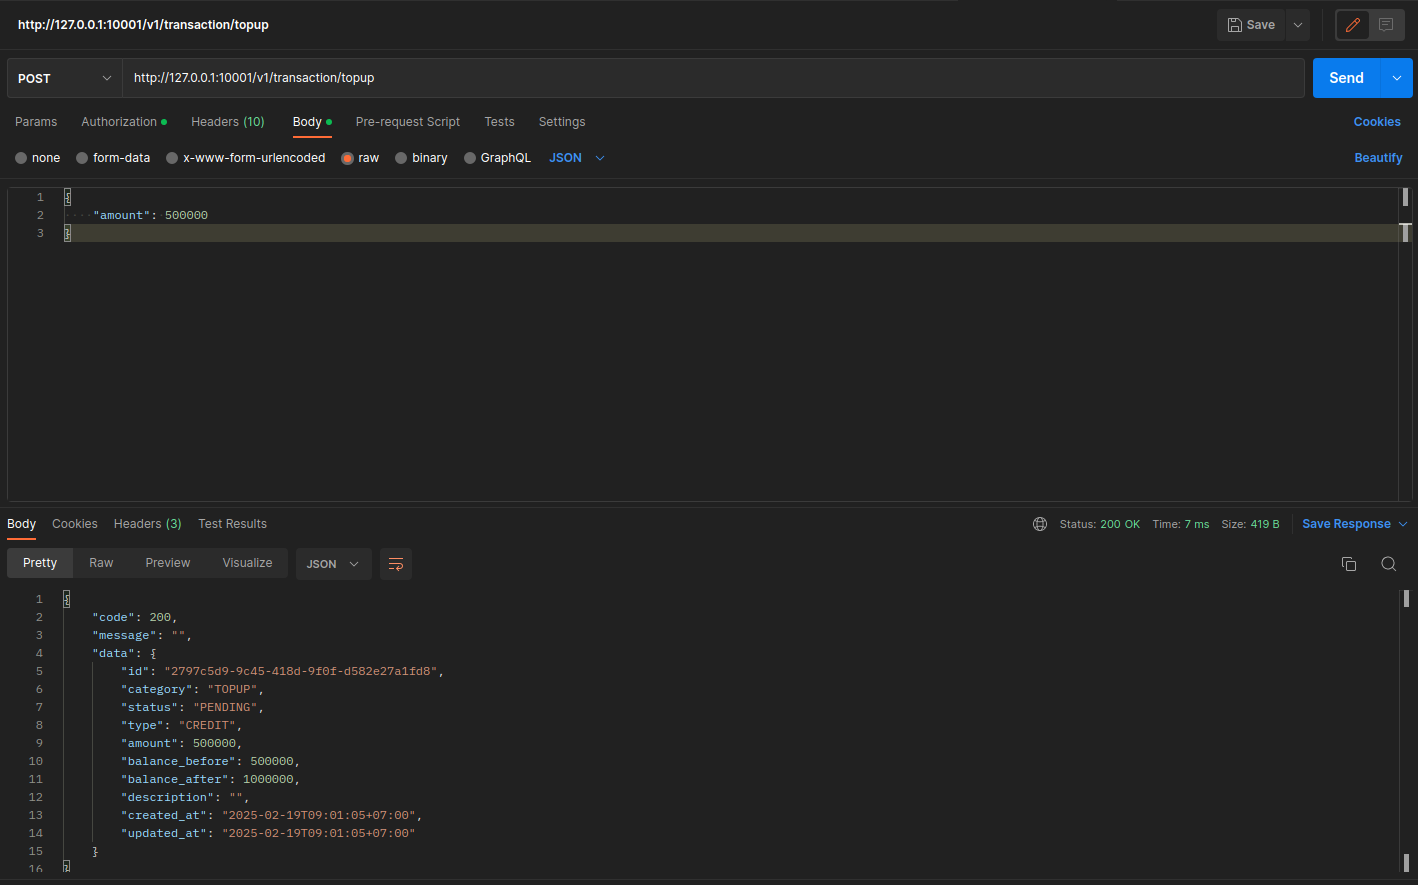 http://127.0.0.1:10001/v1/transaction/topup
Save
POST http://127.0.0.1:10001/v1/transaction/topup Send
Params Authorization Headers (10) Body Pre-request Script Tests Settings Cookies
none form-data x-www-form-urlencoded raw binary GraphQL JSON Beautify
1 {
2 "amount": 500000
3 }
Body Cookies Headers (3) Test Results Status: 200 OK Time: 7 ms Size: 419 B Save Response
Pretty Raw Preview Visualize JSON
1 {
2 "code": 200,
3 "message": "",
4 "data": {
5 "id": "2797c5d9-9c45-418d-9f0f-d582e27a1fd8",
6 "category": "TOPUP",
7 "status": "PENDING",
8 "type": "CREDIT",
9 "amount": 500000,
10 "balance_before": 500000,
11 "balance_after": 1000000,
12 "description": "",
13 "created_at": "2025-02-19T09:01:05+07:00",
14 "updated_at": "2025-02-19T09:01:05+07:00"
15 }
16 }